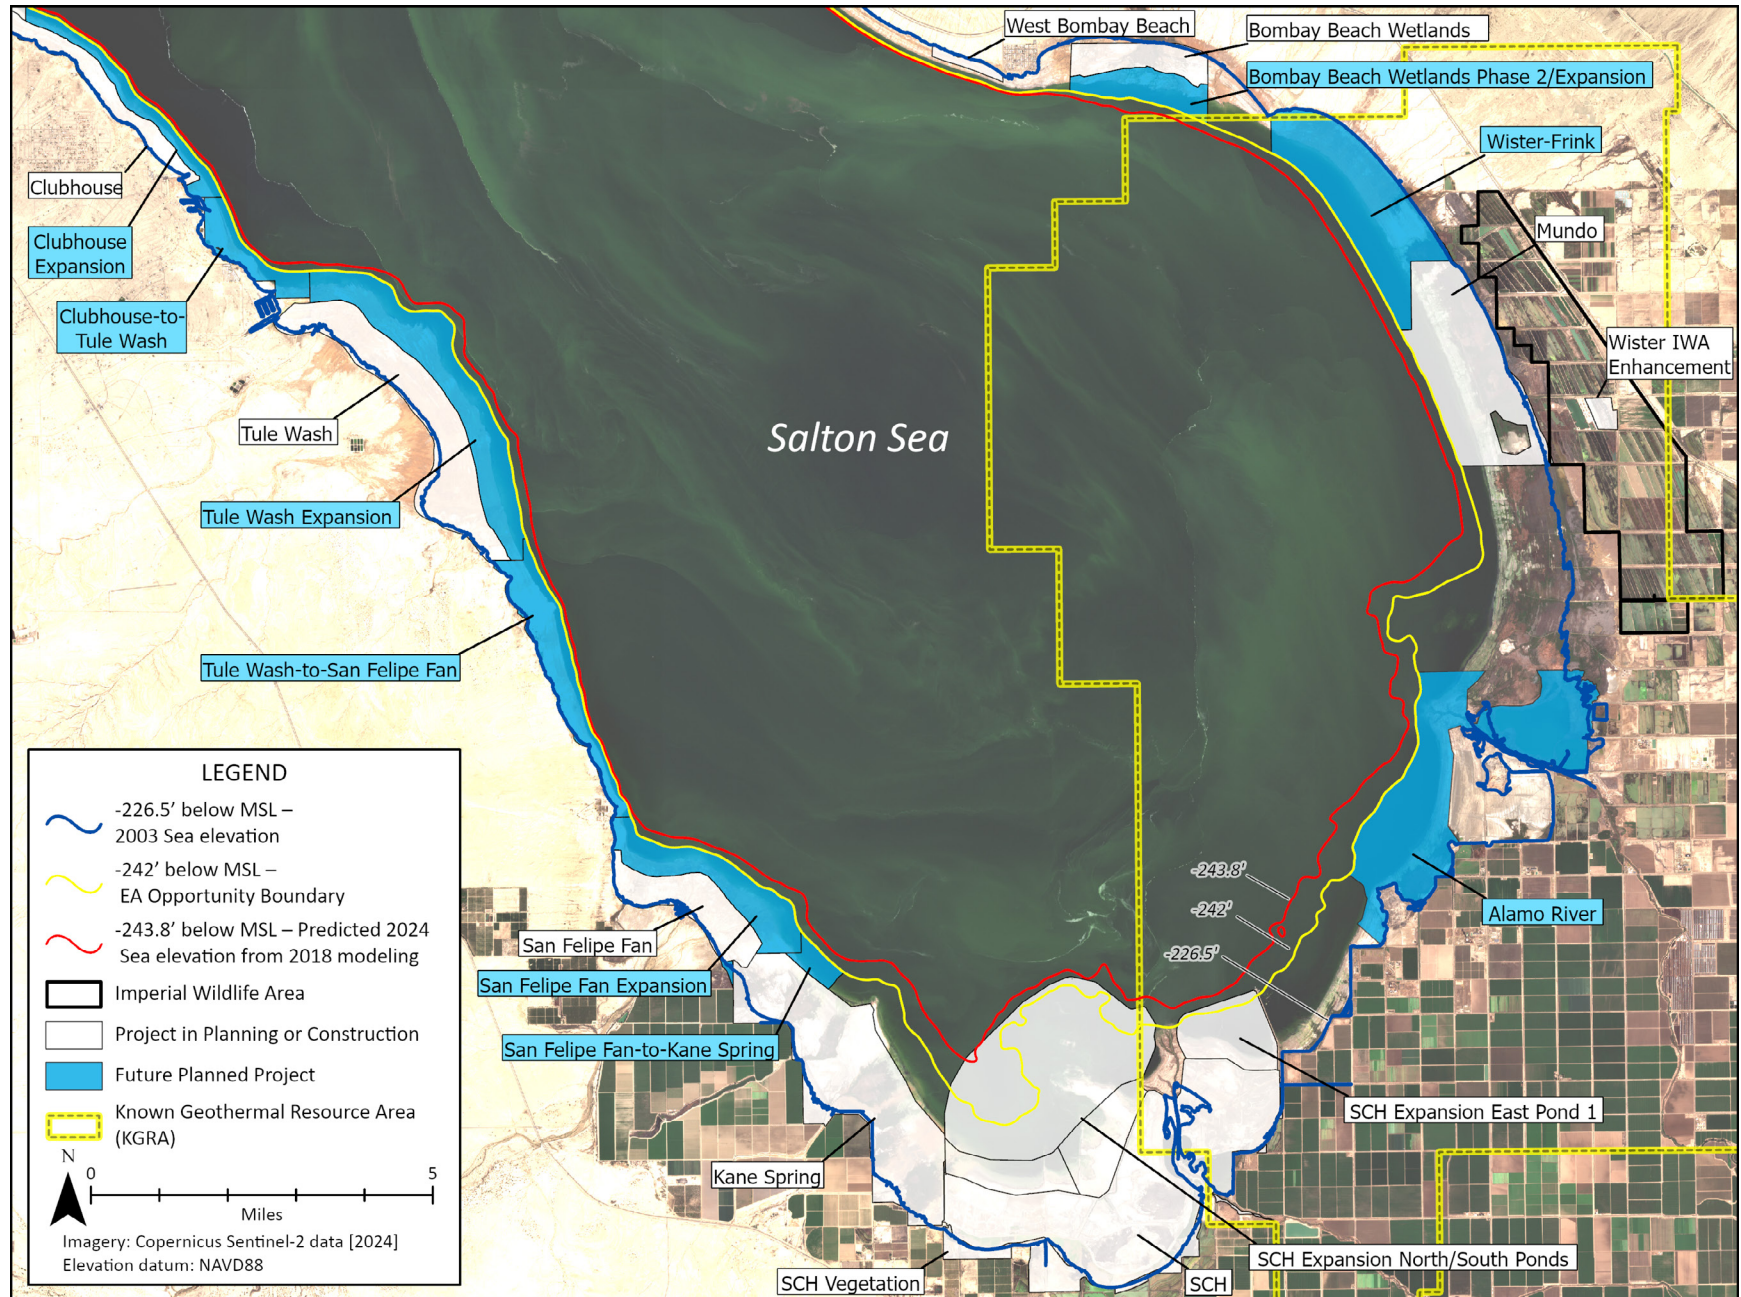 West Bombay Beach
Bombay Beach Wetlands
Bombay Beach Wetlands Phase 2/Expansion
Wister-Frink
Clubhouse
Mundo
Clubhouse
Expansion
Clubhouse-to-
Tule Wash
Wister IWA
Enhancement
Tule Wash
Salton Sea
Tule Wash Expansion
Tule Wash-to-San Felipe Fan
LEGEND
-226.5’ below MSL –
2003 Sea elevation
-242’ below MSL –
EA Opportunity Boundary
-243.8’ below MSL – Predicted 2024
Sea elevation from 2018 modeling
Imperial Wildlife Area
Project in Planning or Construction
Future Planned Project
Known Geothermal Resource Area
(KGRA)
N
0
5
Miles
Imagery: Copernicus Sentinel-2 data [2024]
Elevation datum: NAVD88
-243.8'
-242'
-226.5'
Alamo River
San Felipe Fan
San Felipe Fan Expansion
San Felipe Fan-to-Kane Spring
SCH Expansion East Pond 1
Kane Spring
SCH Expansion North/South Ponds
SCH Vegetation
SCH